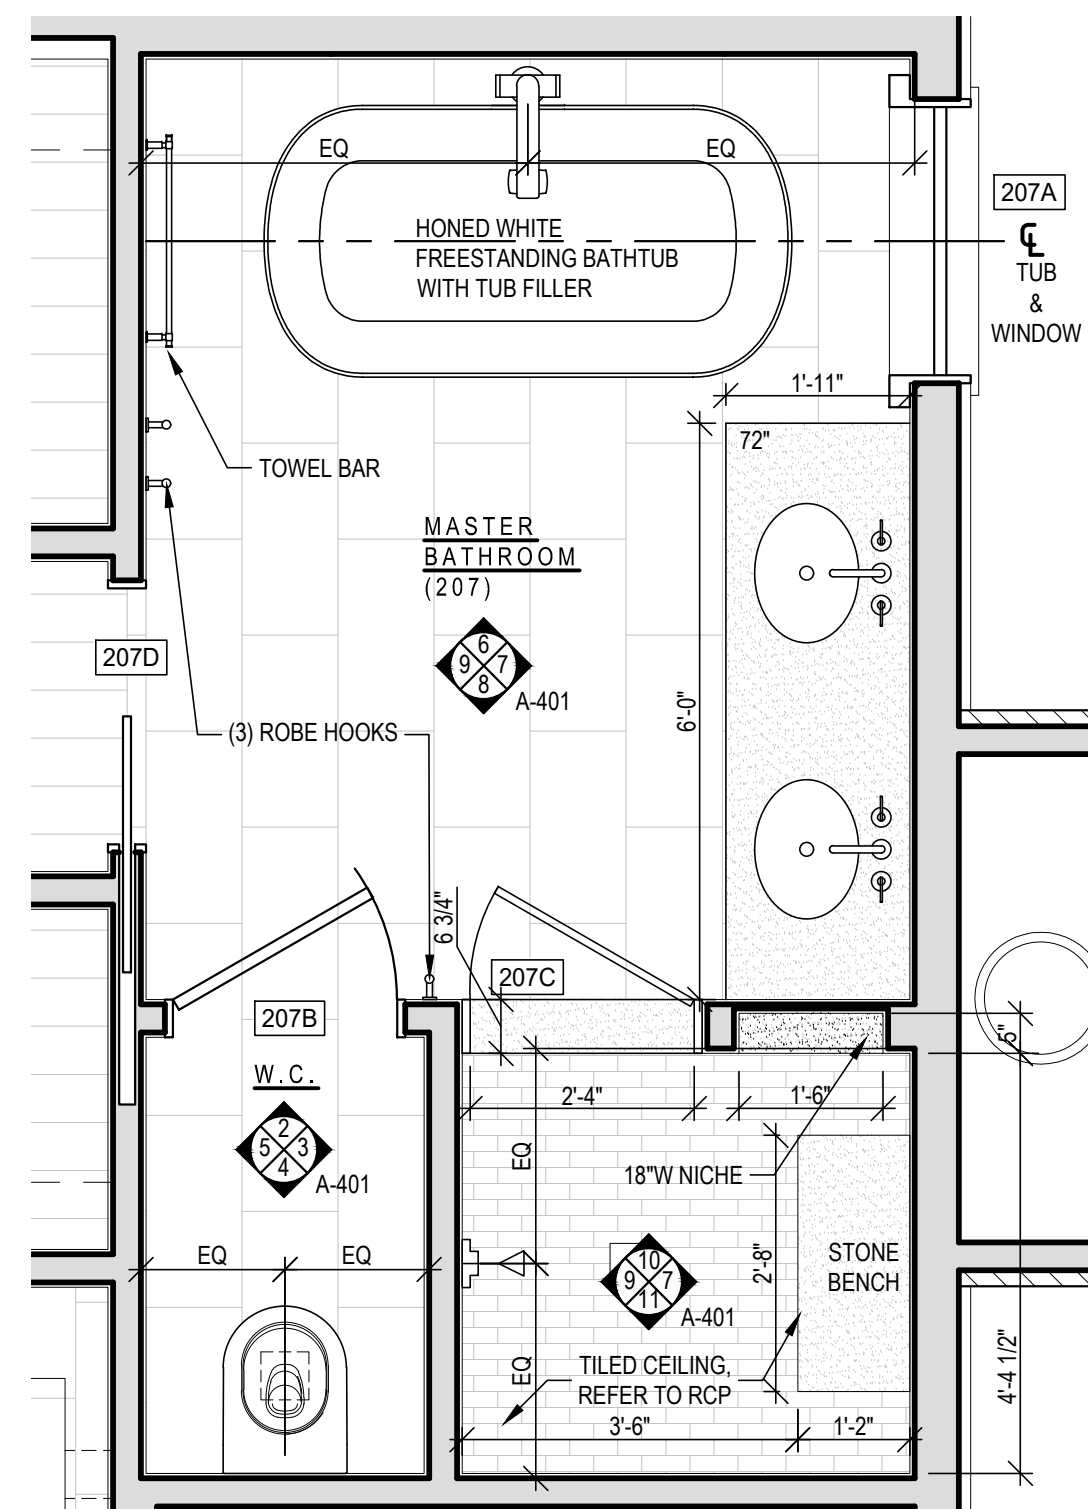 EQ
EQ
207A
CL
TUB
&
WINDOW
HONED WHITE
FREESTANDING BATHTUB
WITH TUB FILLER
1'-11"
72"
TOWEL BAR
MASTER
BATHROOM
(207)
6
9
7
8
A-401
207D
6'-0"
(3) ROBE HOOKS
6 3/4"
207C
207B
5"
W.C.
2
5
3
4
A-401
2'-4"
1'-6"
EQ
18"W NICHE
EQ
EQ
10
9
7
11
A-401
2'-8"
STONE
BENCH
EQ
TILED CEILING,
REFER TO RCP
4'-4 1/2"
3'-6"
1'-2"